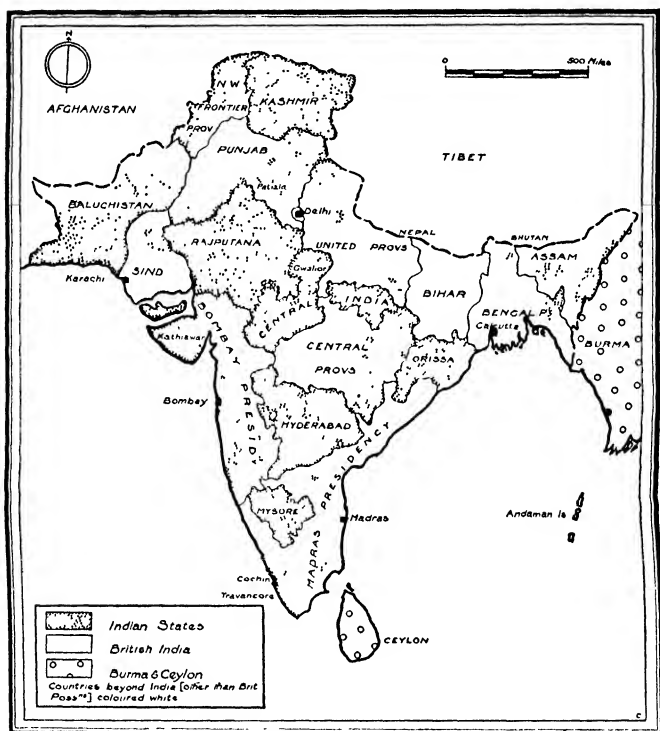 N
0 500 Miles
AFGHANISTAN
N.W.
FRONTIER
PROV
KASHMIR
PUNJAB
TIBET
Patiala
BALUCHISTAN
Delhi
RAJPUTANA
UNITED PROVS
NEPAL
BHUTAN
ASSAM
SIND
Gwalior
Karachi
INDIA
BIHAR
BENGAL P
CENTRAL
Calcutta
BURMA
Kathiawar
BOMBAY PRESIDY
CENTRAL
PROVS
ORISSA
Bombay
HYDERABAD
MADRAS PRESIDENCY
MYSORE
Madras
Andaman Is
Cochin
Travancore
CEYLON
Indian States
British India
Burma & Ceylon
Countries beyond India [other than Brit
Possns] coloured white
C